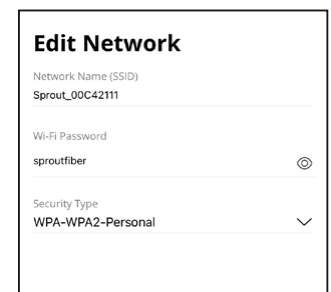 Edit Network
Network Name (SSID)
Sprout_00C42111
Wi-Fi Password
sproutfiber
Security Type
WPA-WPA2-Personal